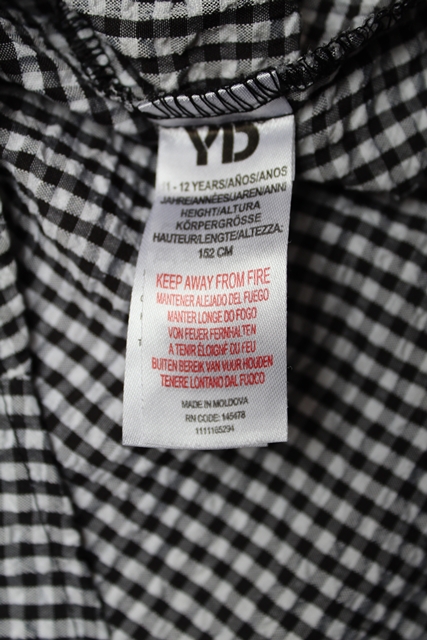 YD
11 - 12 YEARS/AÑOS/ANOS
JAHRE/ANNÉES/JAREN/ANNI
HEIGHT/ALTURA
KÖRPERGRÖSSE
HAUTEUR/LENGTE/ALTEZZA:
152 CM
KEEP AWAY FROM FIRE
MANTENER ALEJADO DEL FUEGO
MANTER LONGE DO FOGO
VON FEUER FERNHALTEN
A TENIR ÉLOIGNÉ DU FEU
BUITEN BEREIK VAN VUUR HOUDEN
TENERE LONTANO DAL FUOCO
MADE IN MOLDOVA
RN CODE: 145478
1111165294